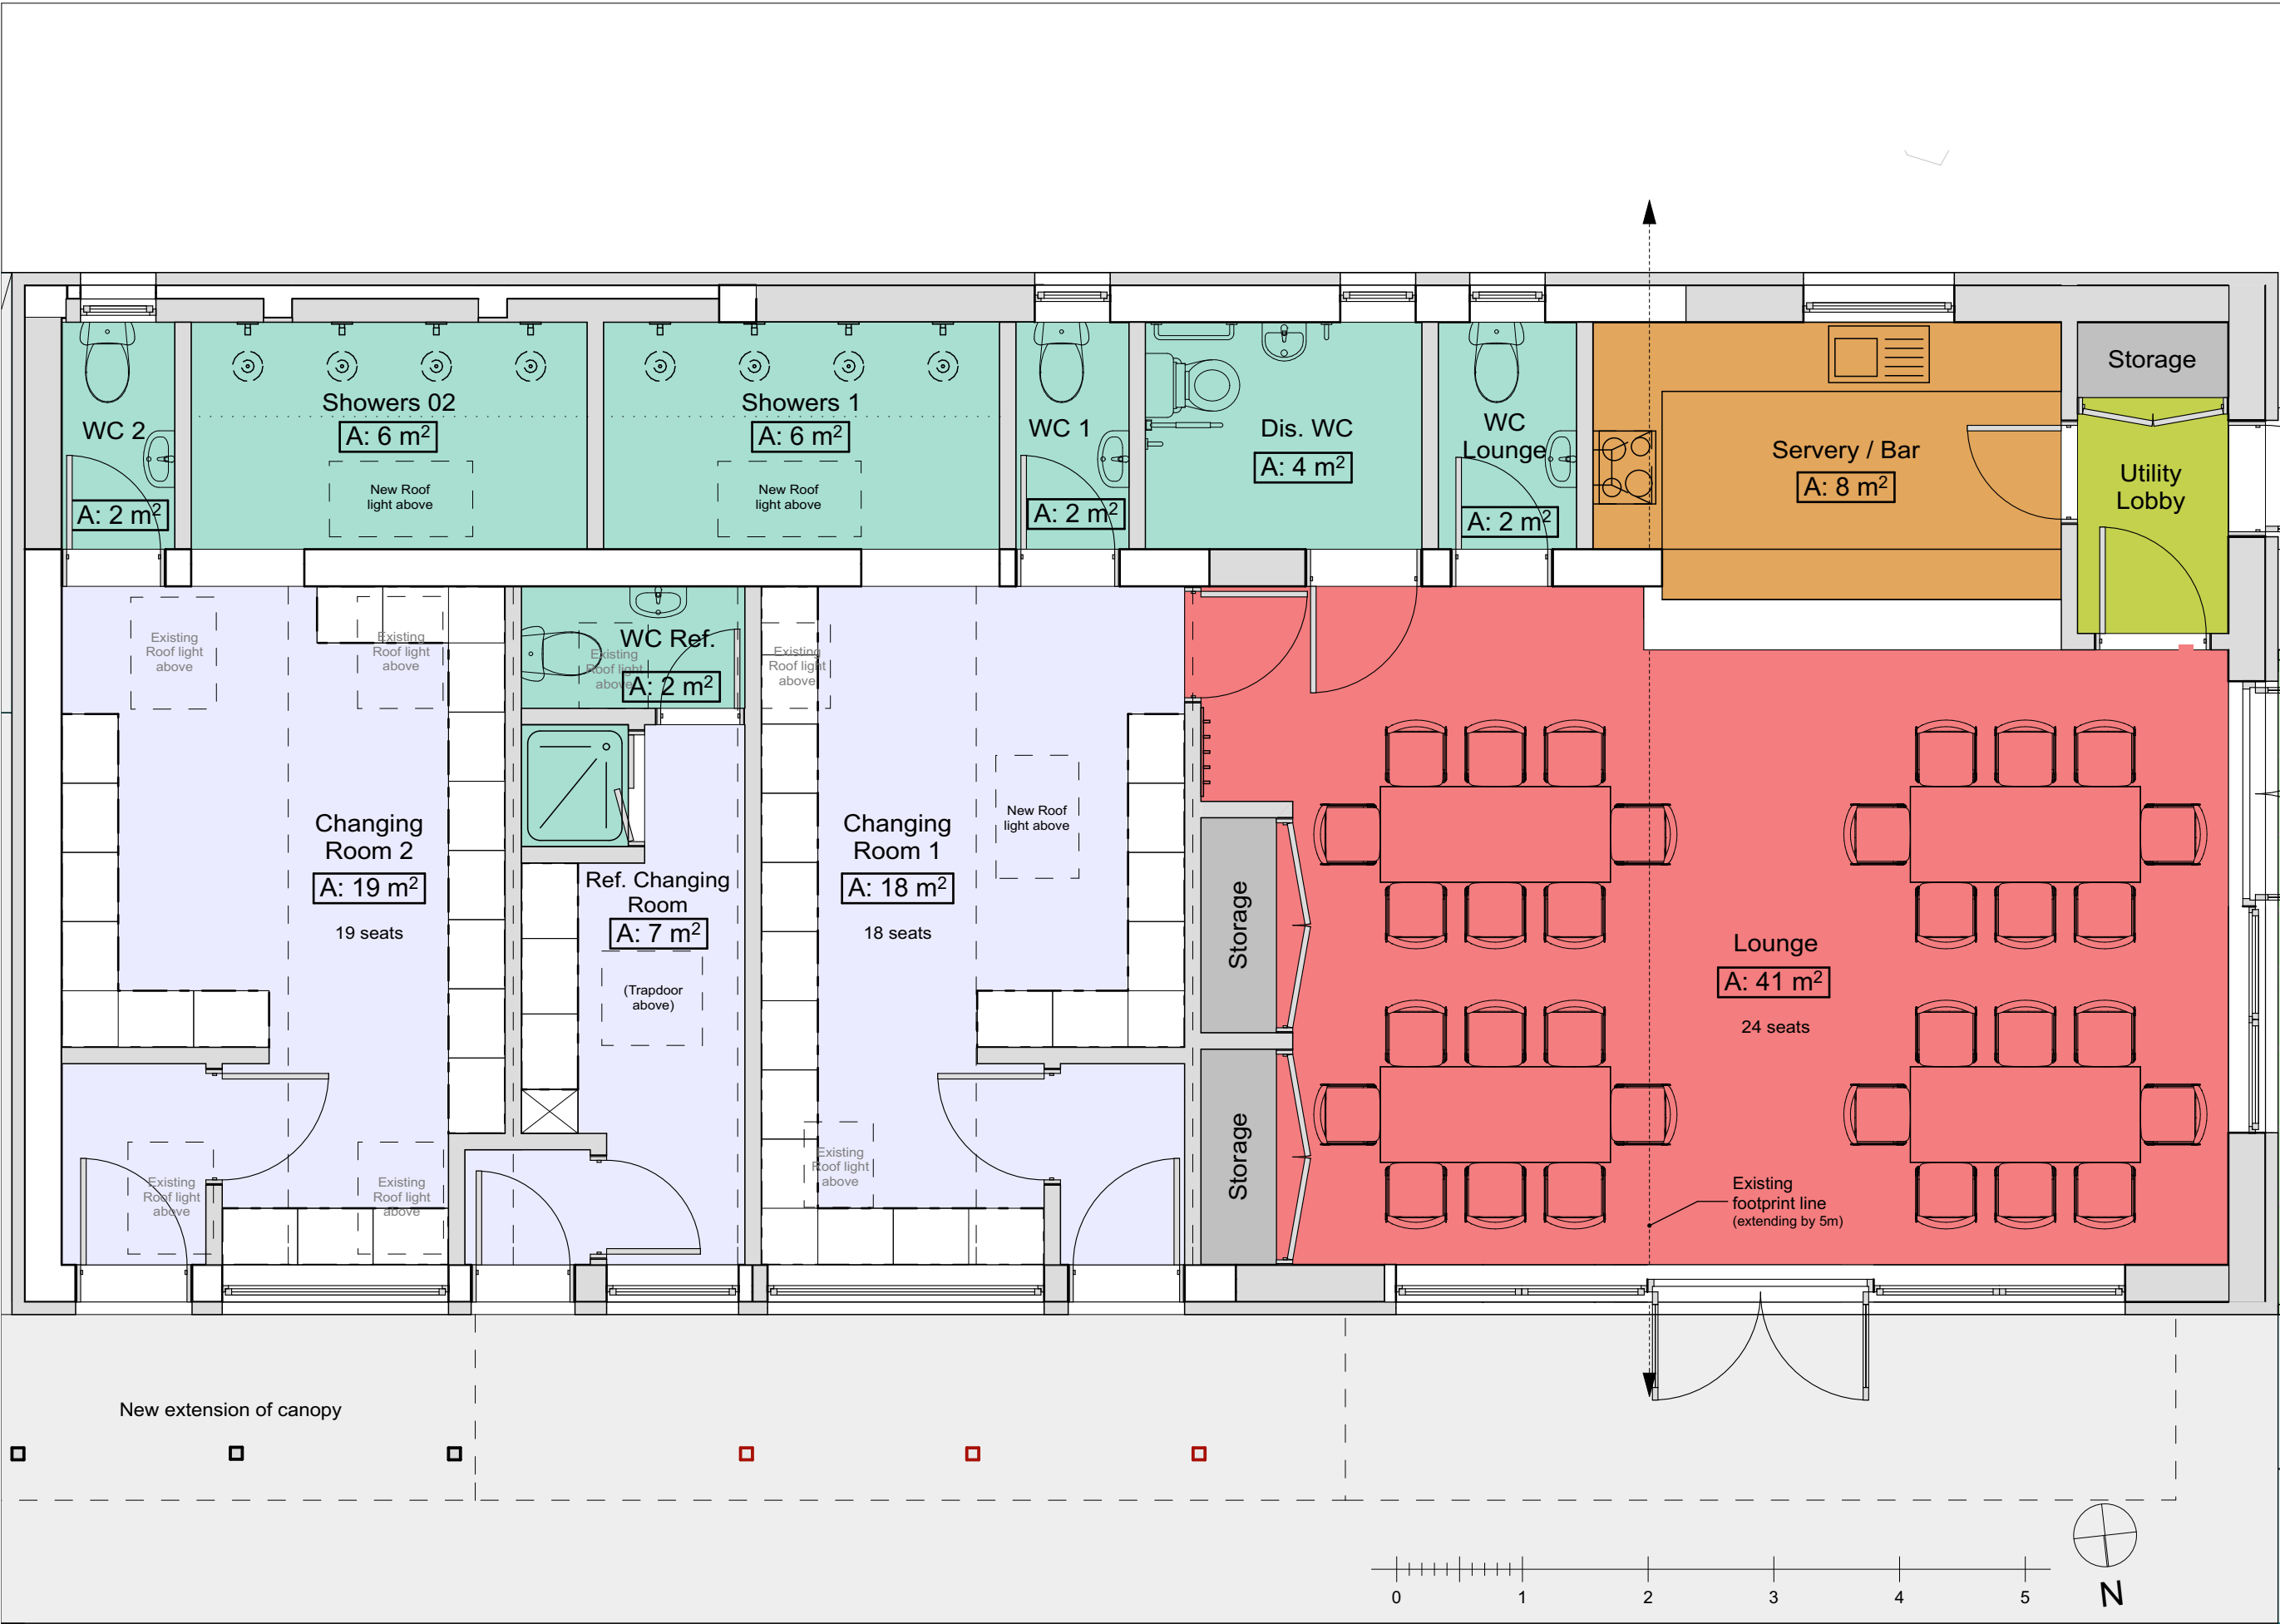 Showers 02
A: 6 m²
New Roof
light above
Showers 1
A: 6 m²
New Roof
light above
WC 2
A: 2 m²
WC 1
A: 2 m²
Dis. WC
A: 4 m²
WC
Lounge
A: 2 m²
Servery / Bar
A: 8 m²
Storage
Utility
Lobby
Existing
Roof light
above
Existing
Roof light
above
WC Ref.
Existing
Roof light
above
A: 2 m²
Existing
Roof light
above
Changing
Room 2
A: 19 m²
19 seats
Ref. Changing
Room
A: 7 m²
(Trapdoor
above)
Changing
Room 1
A: 18 m²
18 seats
New Roof
light above
Storage
Storage
Lounge
A: 41 m²
24 seats
Existing
Roof light
above
Existing
Roof light
above
Existing
Roof light
above
Existing
footprint line
(extending by 5m)
New extension of canopy
0 1 2 3 4 5
N